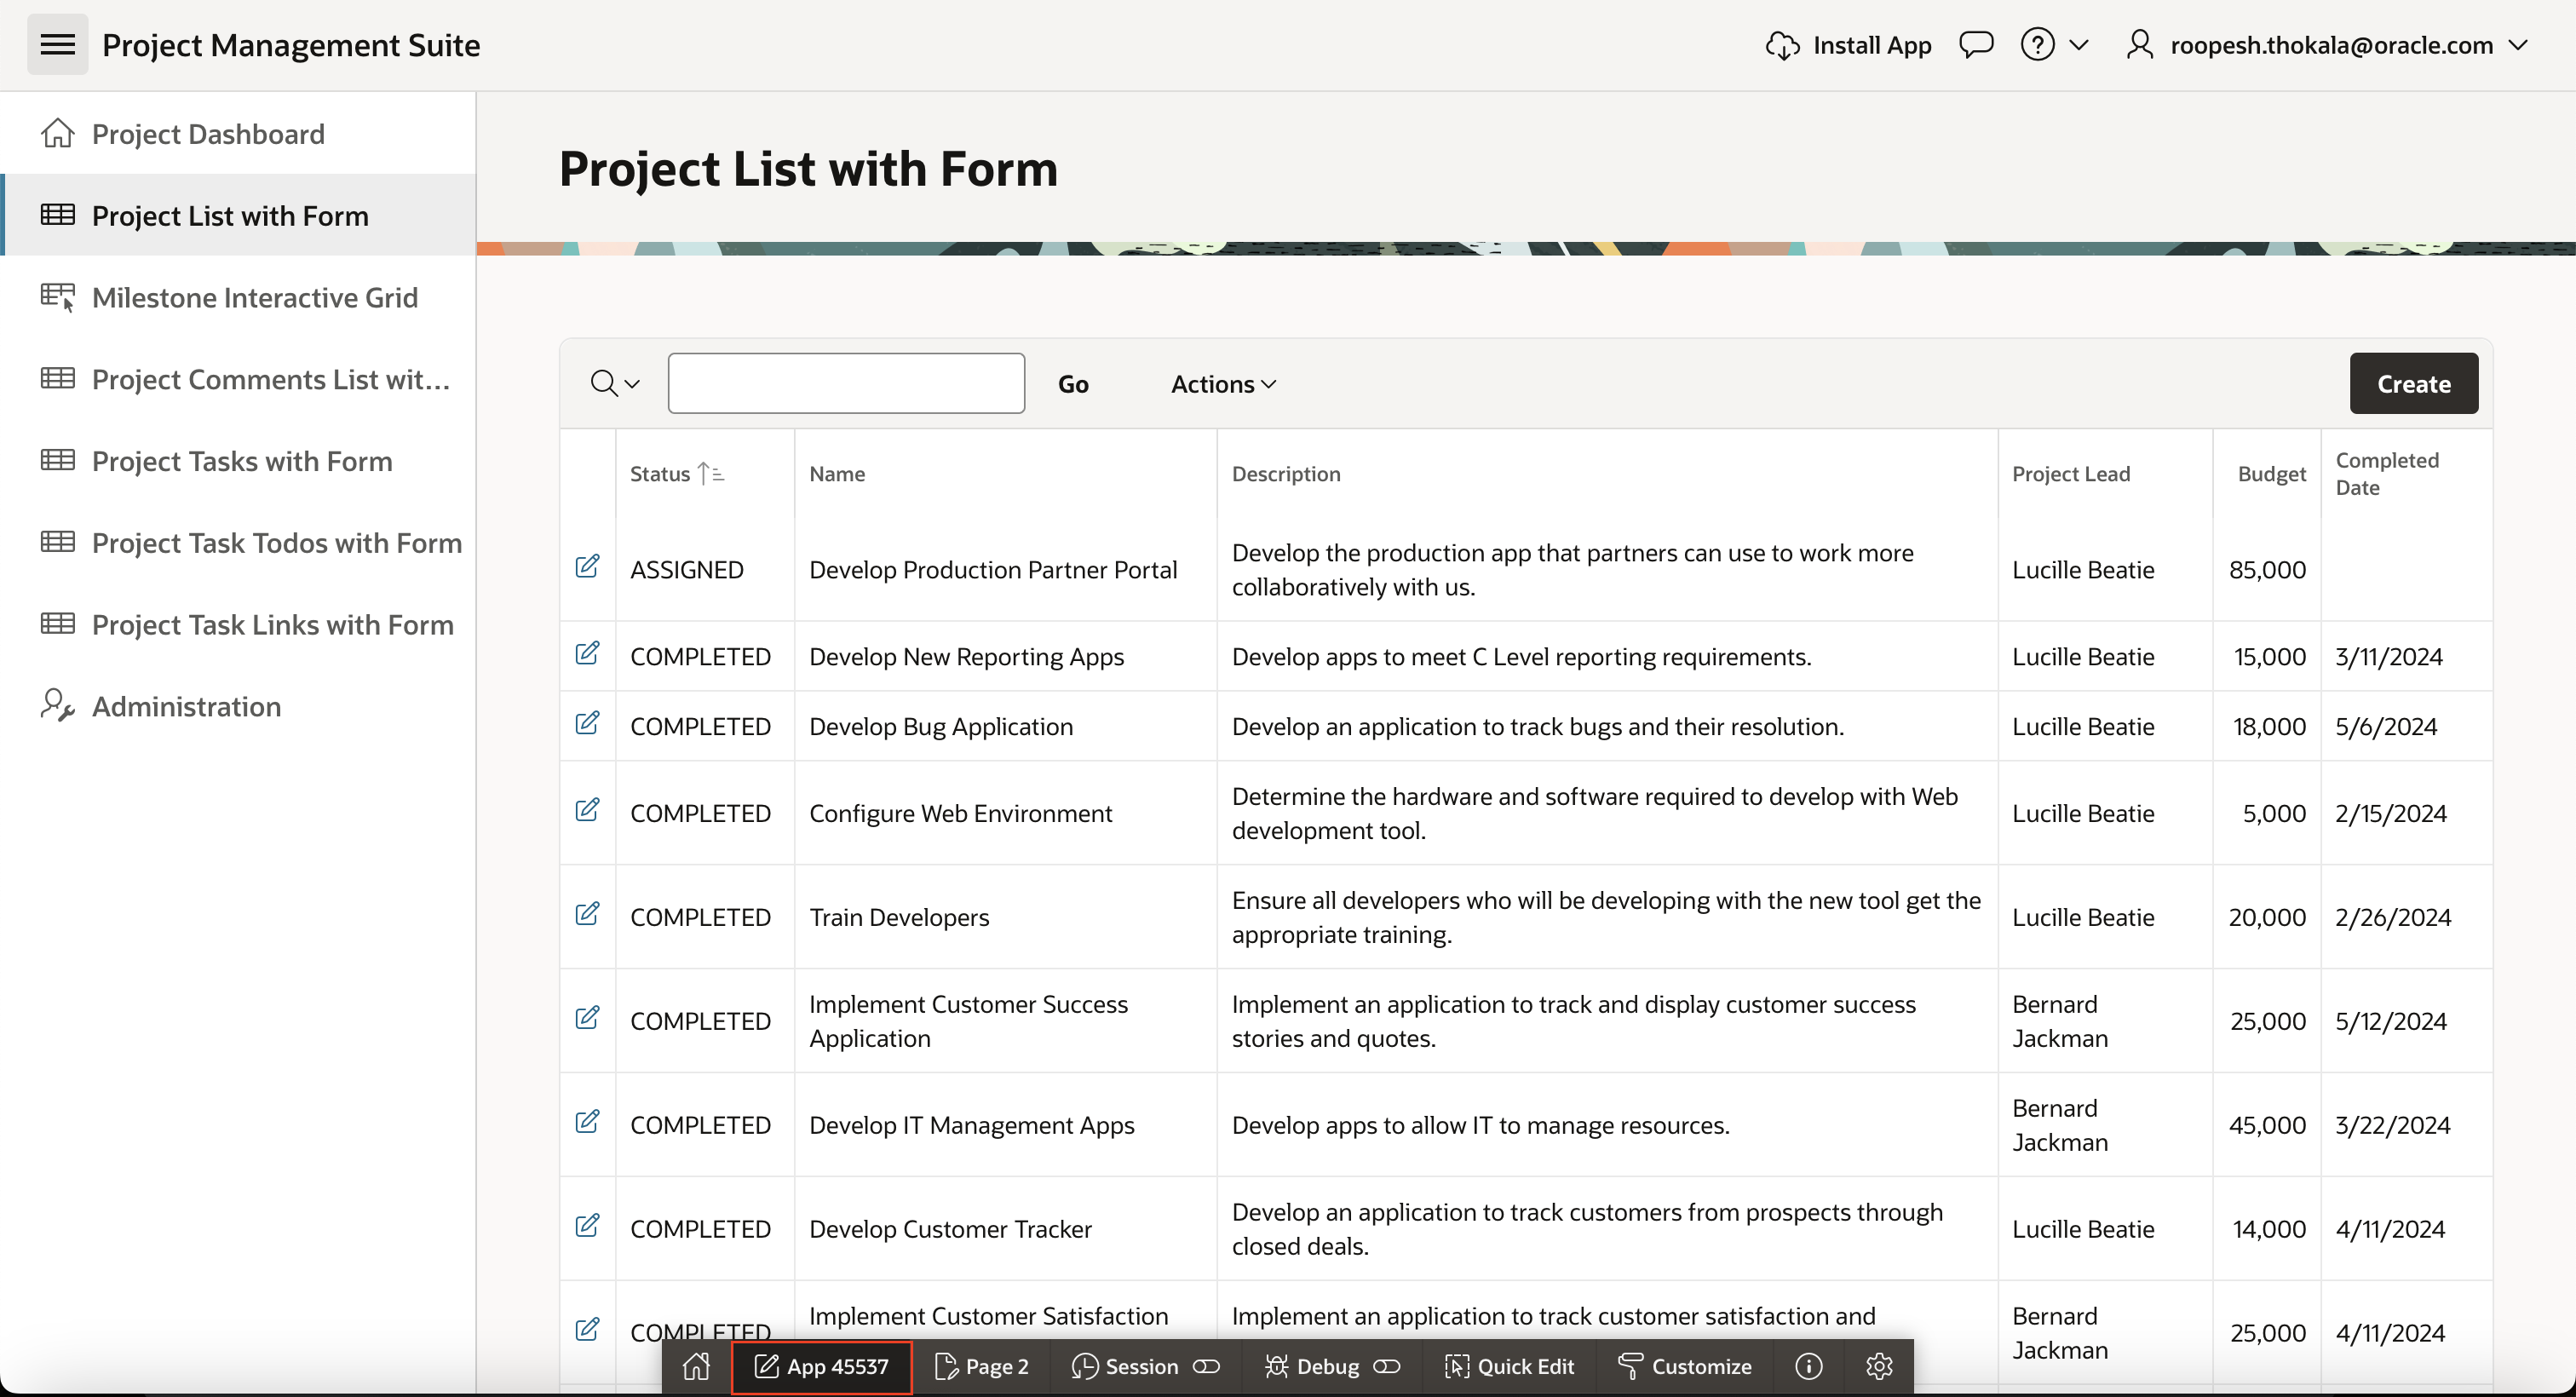 Project Management Suite
Install App
roopesh.thokala@oracle.com
Project Dashboard
Project List with Form
Milestone Interactive Grid
Project Comments List wit...
Project Tasks with Form
Project Task Todos with Form
Project Task Links with Form
Administration
Project List with Form
Go
Actions
Create
Status
Name
Description
Project Lead
Budget
Completed
Date
ASSIGNED
Develop Production Partner Portal
Develop the production app that partners can use to work more
collaboratively with us.
Lucille Beatie
85,000
COMPLETED
Develop New Reporting Apps
Develop apps to meet C Level reporting requirements.
Lucille Beatie
15,000
3/11/2024
COMPLETED
Develop Bug Application
Develop an application to track bugs and their resolution.
Lucille Beatie
18,000
5/6/2024
COMPLETED
Configure Web Environment
Determine the hardware and software required to develop with Web
development tool.
Lucille Beatie
5,000
2/15/2024
COMPLETED
Train Developers
Ensure all developers who will be developing with the new tool get the
appropriate training.
Lucille Beatie
20,000
2/26/2024
COMPLETED
Implement Customer Success
Application
Implement an application to track and display customer success
stories and quotes.
Bernard
Jackman
25,000
5/12/2024
COMPLETED
Develop IT Management Apps
Develop apps to allow IT to manage resources.
Bernard
Jackman
45,000
3/22/2024
COMPLETED
Develop Customer Tracker
Develop an application to track customers from prospects through
closed deals.
Lucille Beatie
14,000
4/11/2024
COMPLETED
Implement Customer Satisfaction
Implement an application to track customer satisfaction and
Bernard
Jackman
25,000
4/11/2024
App 45537
Page 2
Session
Debug
Quick Edit
Customize